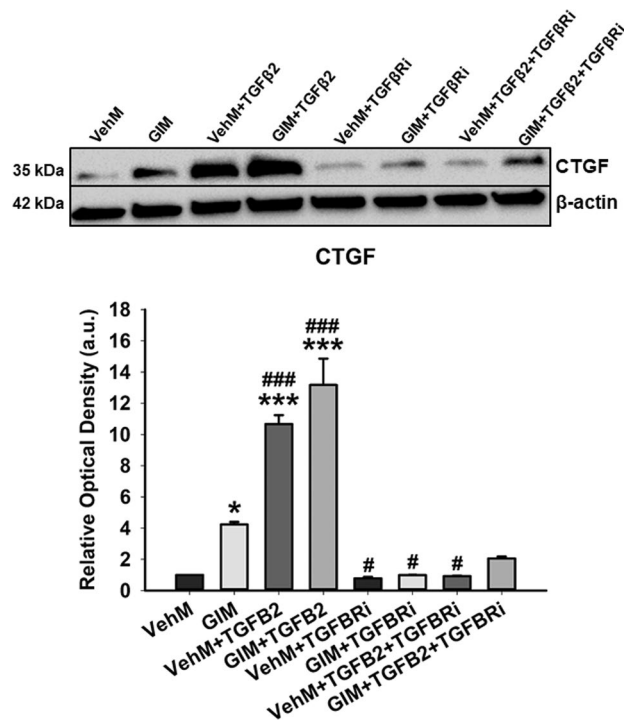 VehM
GIM
VehM+TGFβ2
GIM+TGFβ2
VehM+TGFβRi
GIM+TGFβRi
VehM+TGFβ2+TGFβRi
GIM+TGFβ2+TGFβRi
35 kDa
CTGF
42 kDa
β-actin
CTGF
Relative Optical Density (a.u.)
18
16
14
12
10
8
6
4
2
0
*
###
***
###
***
#
#
#
VehM
GIM
VehM+TGFB2
GIM+TGFB2
VehM+TGFBRi
GIM+TGFBRi
VehM+TGFB2+TGFBRi
GIM+TGFB2+TGFBRi